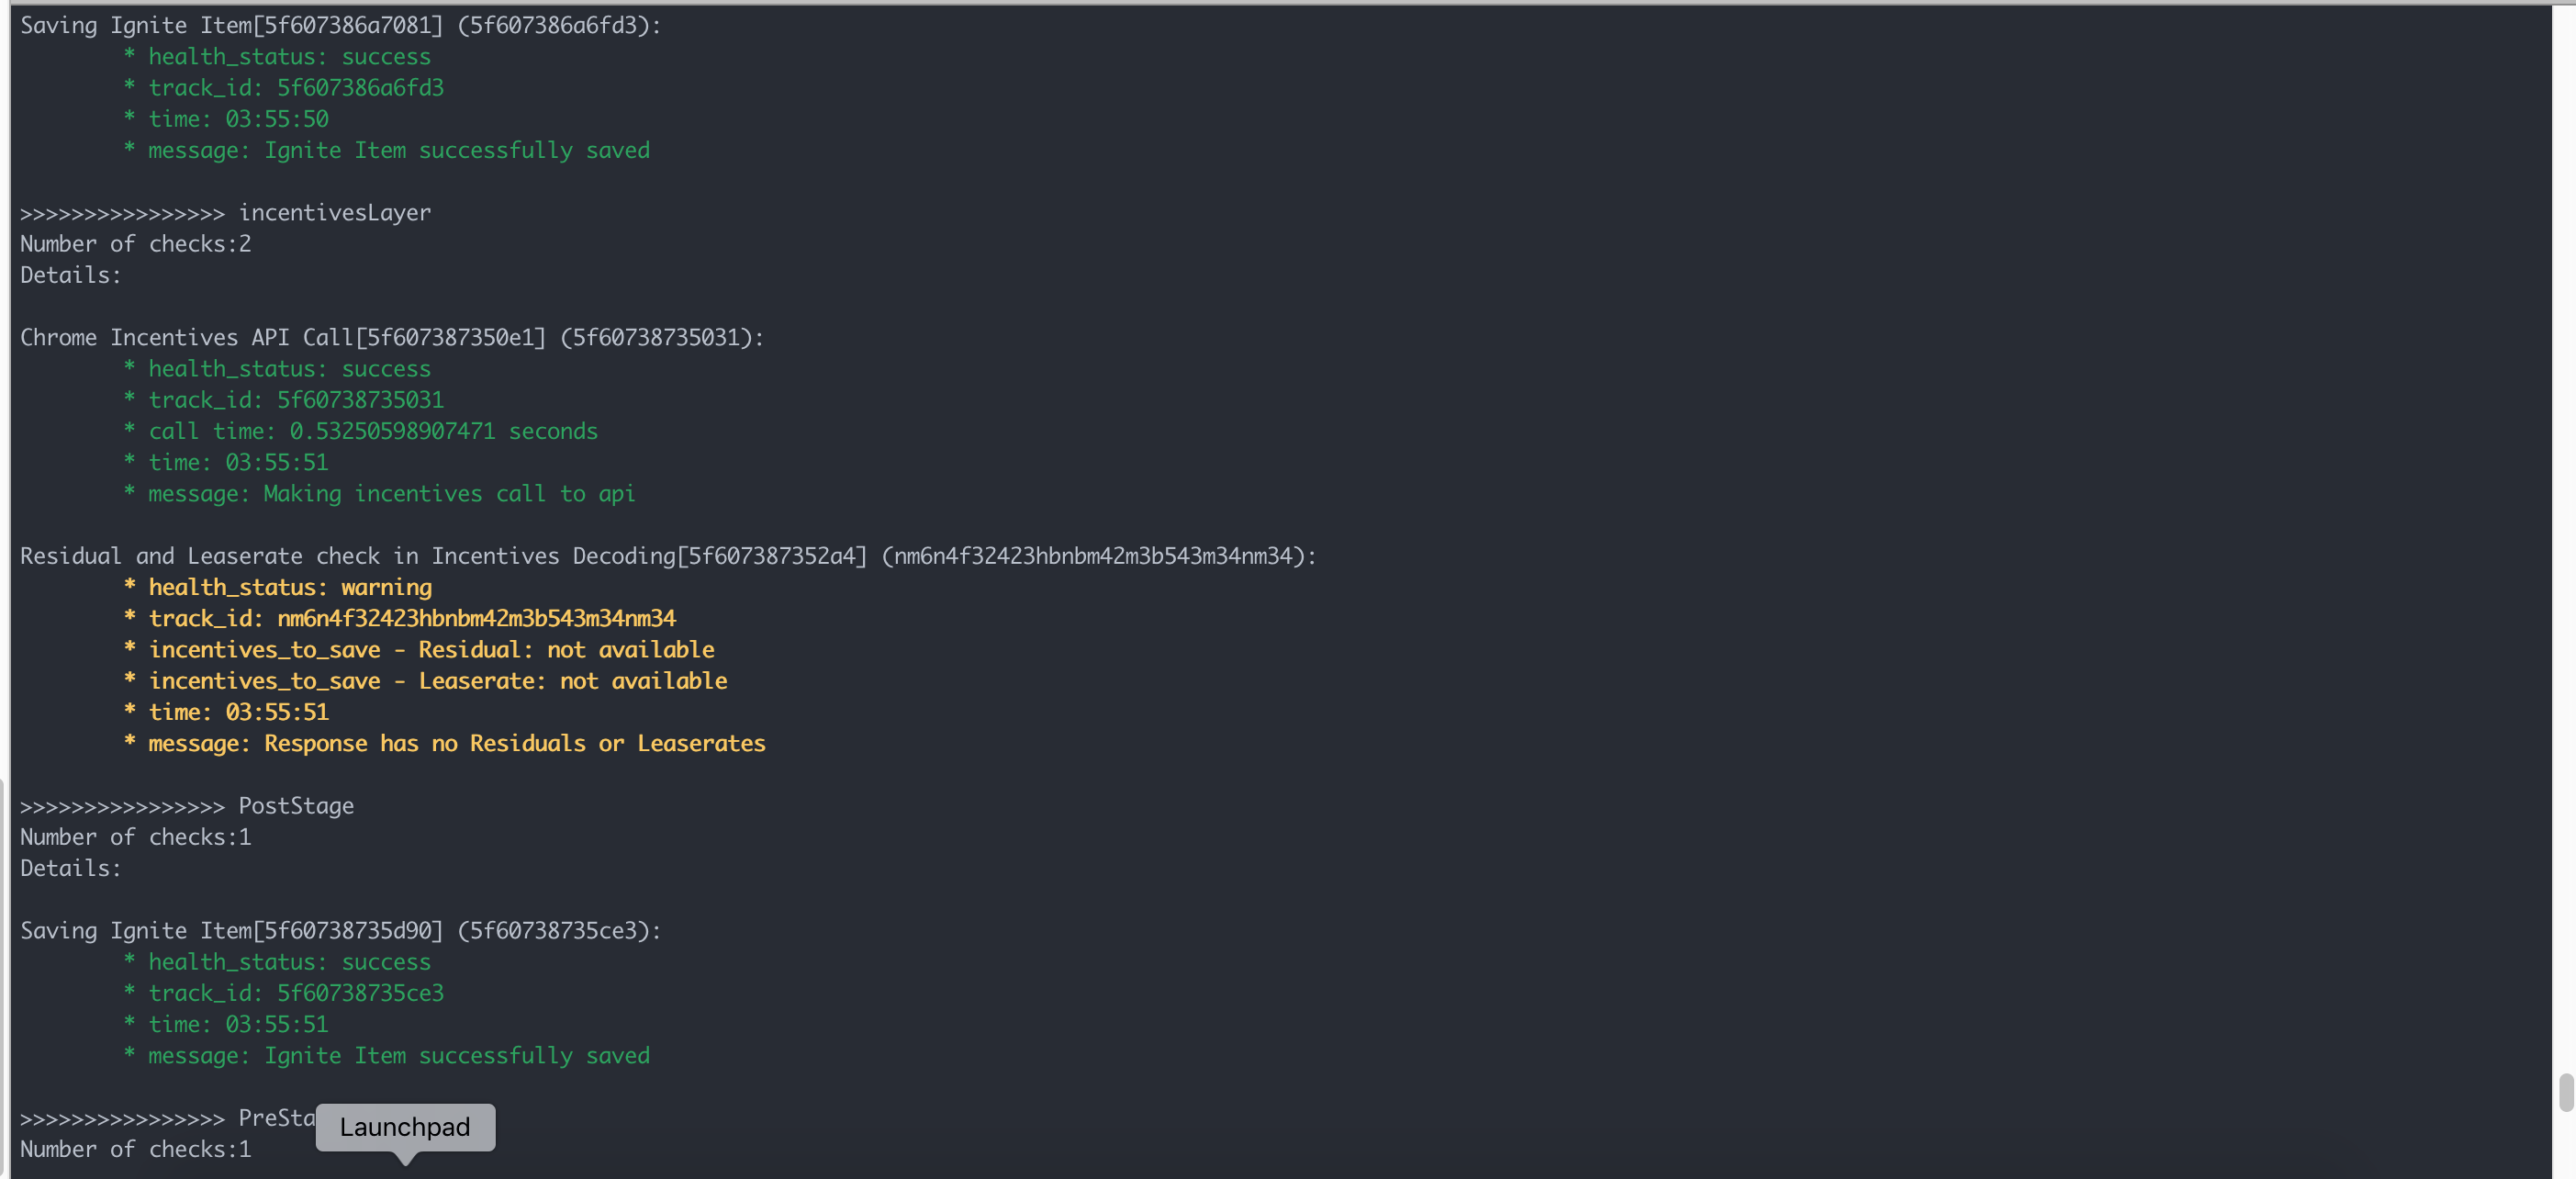 Saving Ignite Item[5f607386a7081] (5f607386a6fd3):
* health_status: success
* track_id: 5f607386a6fd3
* time: 03:55:50
* message: Ignite Item successfully saved
>>>>>>>>>>>>>>>> incentivesLayer
Number of checks:2
Details:
Chrome Incentives API Call[5f607387350e1] (5f60738735031):
* health_status: success
* track_id: 5f60738735031
* call time: 0.53250598907471 seconds
* time: 03:55:51
* message: Making incentives call to api
Residual and Leaserate check in Incentives Decoding[5f607387352a4] (nm6n4f32423hbnbm42m3b543m34nm34):
* health_status: warning
* track_id: nm6n4f32423hbnbm42m3b543m34nm34
* incentives_to_save - Residual: not available
* incentives_to_save - Leaserate: not available
* time: 03:55:51
* message: Response has no Residuals or Leaserates
>>>>>>>>>>>>>>>> PostStage
Number of checks:1
Details:
Saving Ignite Item[5f60738735d90] (5f60738735ce3):
* health_status: success
* track_id: 5f60738735ce3
* time: 03:55:51
* message: Ignite Item successfully saved
>>>>>>>>>>>>>>>> PreSta
Launchpad
Number of checks:1